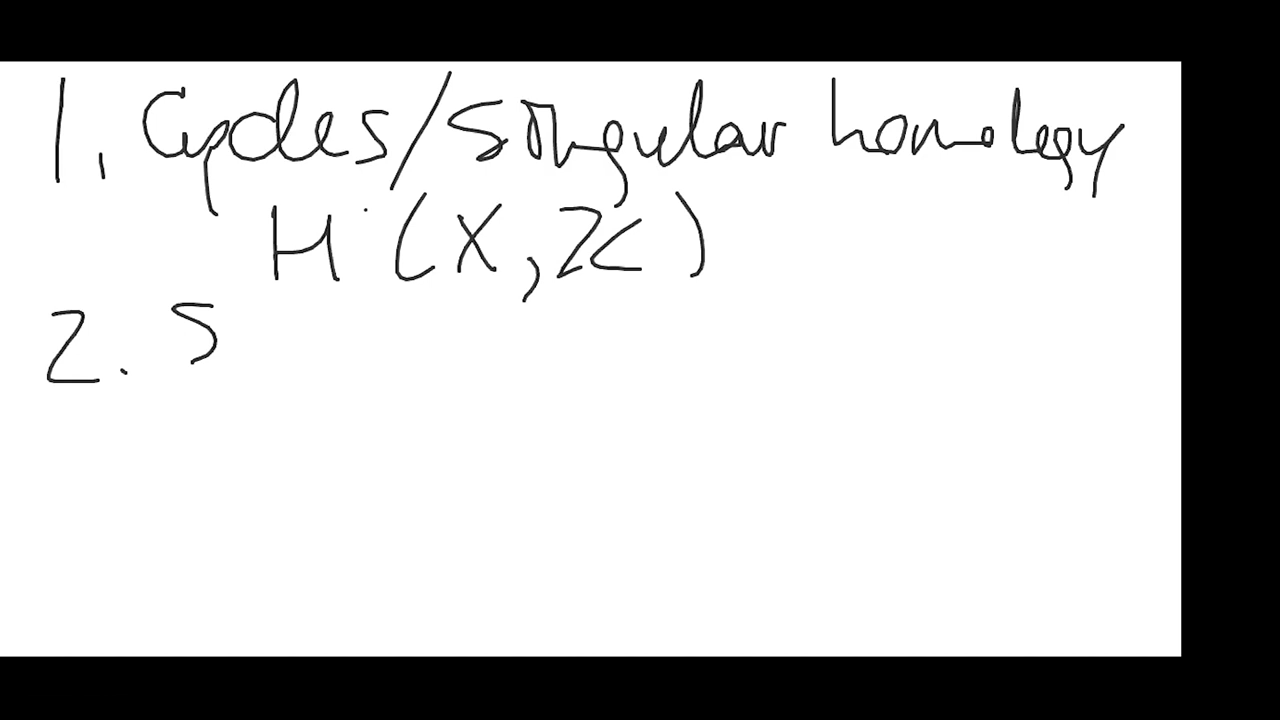 1. Cycles/Singular homology
H˙(X, ℤ)
2. S